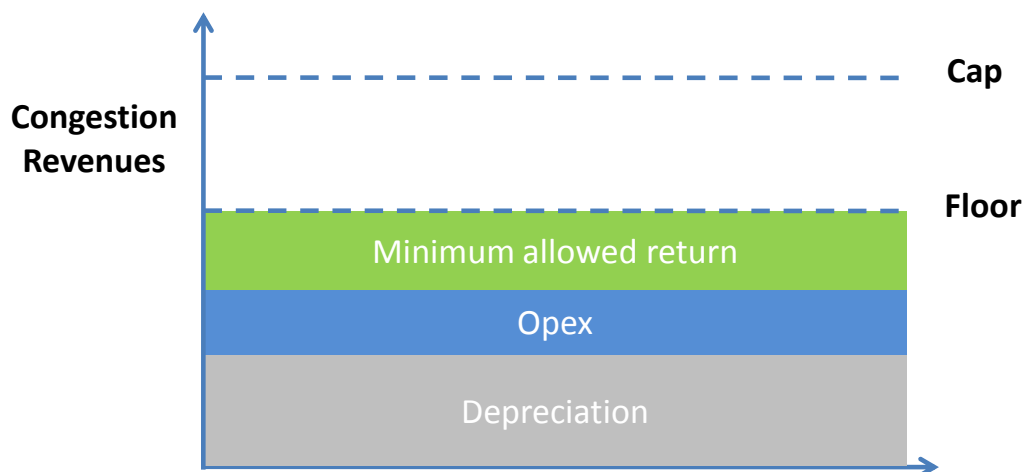 Cap
Congestion
Revenues
Floor
Minimum allowed return
Opex
Depreciation